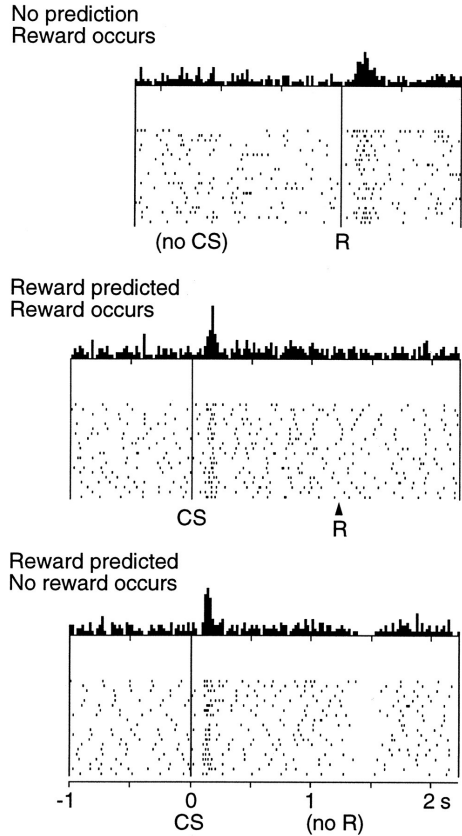 No prediction
Reward occurs
(no CS) R
Reward predicted
Reward occurs
CS
R
Reward predicted
No reward occurs
-1 0 1 2 s
CS (no R)